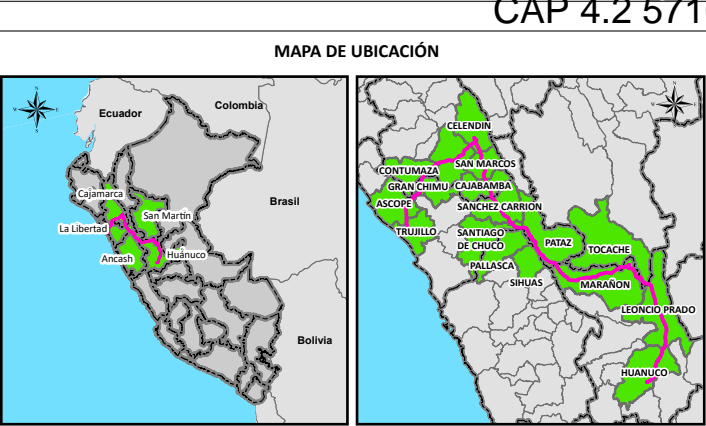 CAP 4.2 571
MAPA DE UBICACIÓN
N
W E
S
Ecuador
Colombia
Cajamarca
San Martín
La Libertad
Ancash
Huánuco
Brasil
Bolivia
N
W E
S
CELENDIN
CONTUMAZA
SAN MARCOS
GRAN CHIMU
CAJABAMBA
ASCOPE
SANCHEZ CARRION
TRUJILLO
SANTIAGO
DE CHUCO
PATAZ
TOCACHE
PALLASCA
SIHUAS
MARAÑON
LEONCIO PRADO
HUANUCO